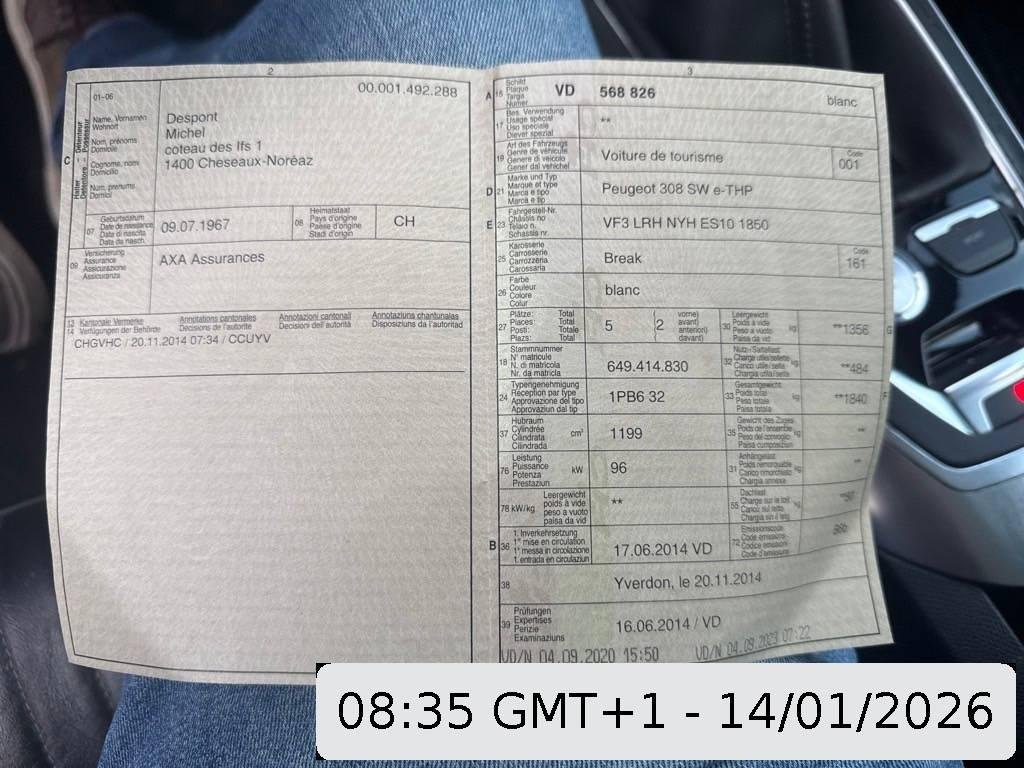 2
00.001.492.288
01-06
Name, Vornamen
Wohnort
Nom, prénoms
Domicile
Cognome, nomi
Domicilio
Num, prenums
Domicil
C
Despont
Michel
coteau des Ifs 1
1400 Cheseaux-Noréaz
07
Geburtsdatum
Date de naissance
Data di nascita
Data da nasch.
09.07.1967
08
Heimatstaat
Pays d'origine
Paese d'origine
Stadi d'origin
CH
09
Versicherung
Assurance
Assicurazione
Assicuranza
AXA Assurances
13 Kantonale Vermerke Annotations cantonales Annotazioni cantonali Annotaziuns chantunalas
14 Verfügungen der Behörde Décisions de l'autorité Decisioni dell'autorità Disposiziuns da l'autoritad
CHGVHC / 20.11.2014 07:34 / CCUYV
3
A 15
Schild
Plaque
Targa
Numer
VD 568 826
blanc
17
Bes. Verwendung
Usage spécial
Uso speciale
Diever spezial
**
19
Art des Fahrzeugs
Genre de véhicule
Genere di veicolo
Gener dal vehichel
Voiture de tourisme
Code
001
D 21
Marke und Typ
Marque et type
Marca e tipo
Marca e tip
Peugeot 308 SW e-THP
E 23
Fahrgestell-Nr.
Châssis no
Telaio n.
Schassis nr.
VF3 LRH NYH ES10 1850
25
Karosserie
Carrosserie
Carrozzeria
Carossaria
Break
Code
161
26
Farbe
Couleur
Colore
Colur
blanc
27
Plätze: Total
Places: Total
Posti: Totale
Plazs: Total
5
(2
vorne)
avant)
anteriori)
davant)
30
Leergewicht
Poids à vide
Peso a vuoto
Paisa da vid
kg
**1356
G
18
Stammnummer
N° matricule
N. di matricola
Nr. da matricla
649.414.830
32
Nutz-/Sattellast
Charge utile/sellette
Carico utile/sella
Chargia utila/sella
kg
**484
24
Typengenehmigung
Réception par type
Approvazione del tipo
Approvaziun dal tip
1PB6 32
33
Gesamtgewicht
Poids total
Peso totale
Paisa totala
kg
**1840
F
37
Hubraum
Cylindrée
Cilindrata
Cilindrada
cm³
1199
35
Gewicht des Zuges
Poids de l'ensemble
Peso del convoglio
Paisa cumposiziun
kg
**
76
Leistung
Puissance
Potenza
Prestaziun
kW
96
31
Anhängelast
Poids remorquable
Carico rimorchiato
Chargia annexa
kg
**
78 kW/kg
Leergewicht
poids à vide
peso a vuoto
paisa da vid
**
55
Dachlast
Charge sur le toit
Carico sul tetto
Chargia sin il tetg
kg
B 36
1. Inverkehrsetzung
1re mise en circulation
1a messa in circolazione
1. entrada en circulaziun
17.06.2014 VD
72
Emissionscode
Code émissions
Codice emissioni
Code d'emissiuns
38
Yverdon, le 20.11.2014
39
Prüfungen
Expertises
Perizie
Examinaziuns
16.06.2014 / VD
VD/N 04.09.2020 15:50
VD/N 04.09.2023 07:22
08:35 GMT+1 - 14/01/2026